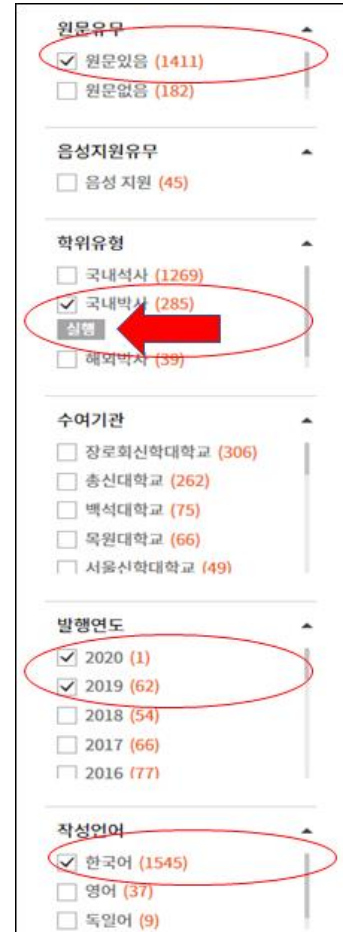 원문유무
원문있음 (1411)
원문없음 (182)
음성지원유무
음성 지원 (45)
학위유형
국내석사 (1269)
국내박사 (285)
실행
해외박사 (39)
수여기관
장로회신학대학교 (306)
총신대학교 (262)
백석대학교 (75)
목원대학교 (66)
서울신학대학교 (49)
발행연도
2020 (1)
2019 (62)
2018 (54)
2017 (66)
2016 (77)
작성언어
한국어 (1545)
영어 (37)
독일어 (9)